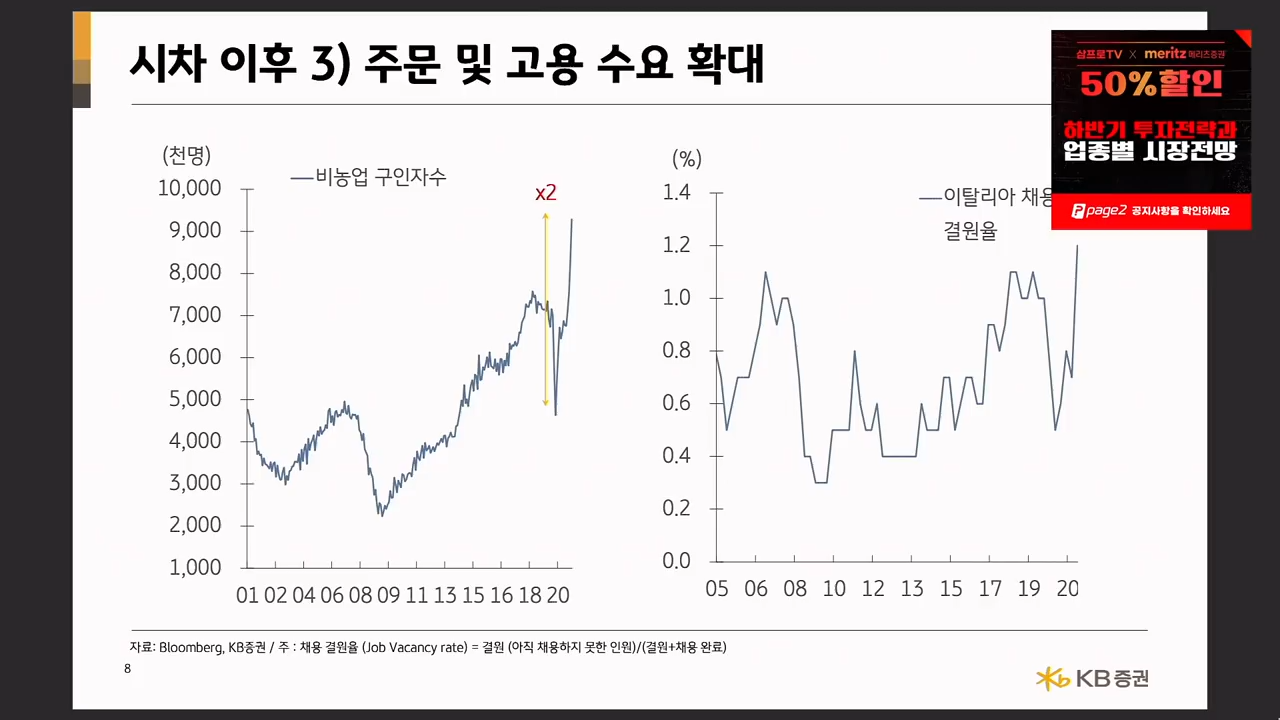 시차 이후 3) 주문 및 고용 수요 확대
삼프로TV × meritz 메리츠증권
50%할인
하반기 투자전략과
업종별 시장전망
page2 공지사항을 확인하세요
(천명)
비농업 구인자수
x2
10,000
9,000
8,000
7,000
6,000
5,000
4,000
3,000
2,000
1,000
01 02 04 06 08 09 11 13 15 16 18 20
(%)
이탈리아 채용
결원율
1.4
1.2
1.0
0.8
0.6
0.4
0.2
0.0
05 06 08 10 12 13 15 17 19 20
자료: Bloomberg, KB증권 / 주 : 채용 결원율 (Job Vacancy rate) = 결원 (아직 채용하지 못한 인원)/(결원+채용 완료)
8
KB증권